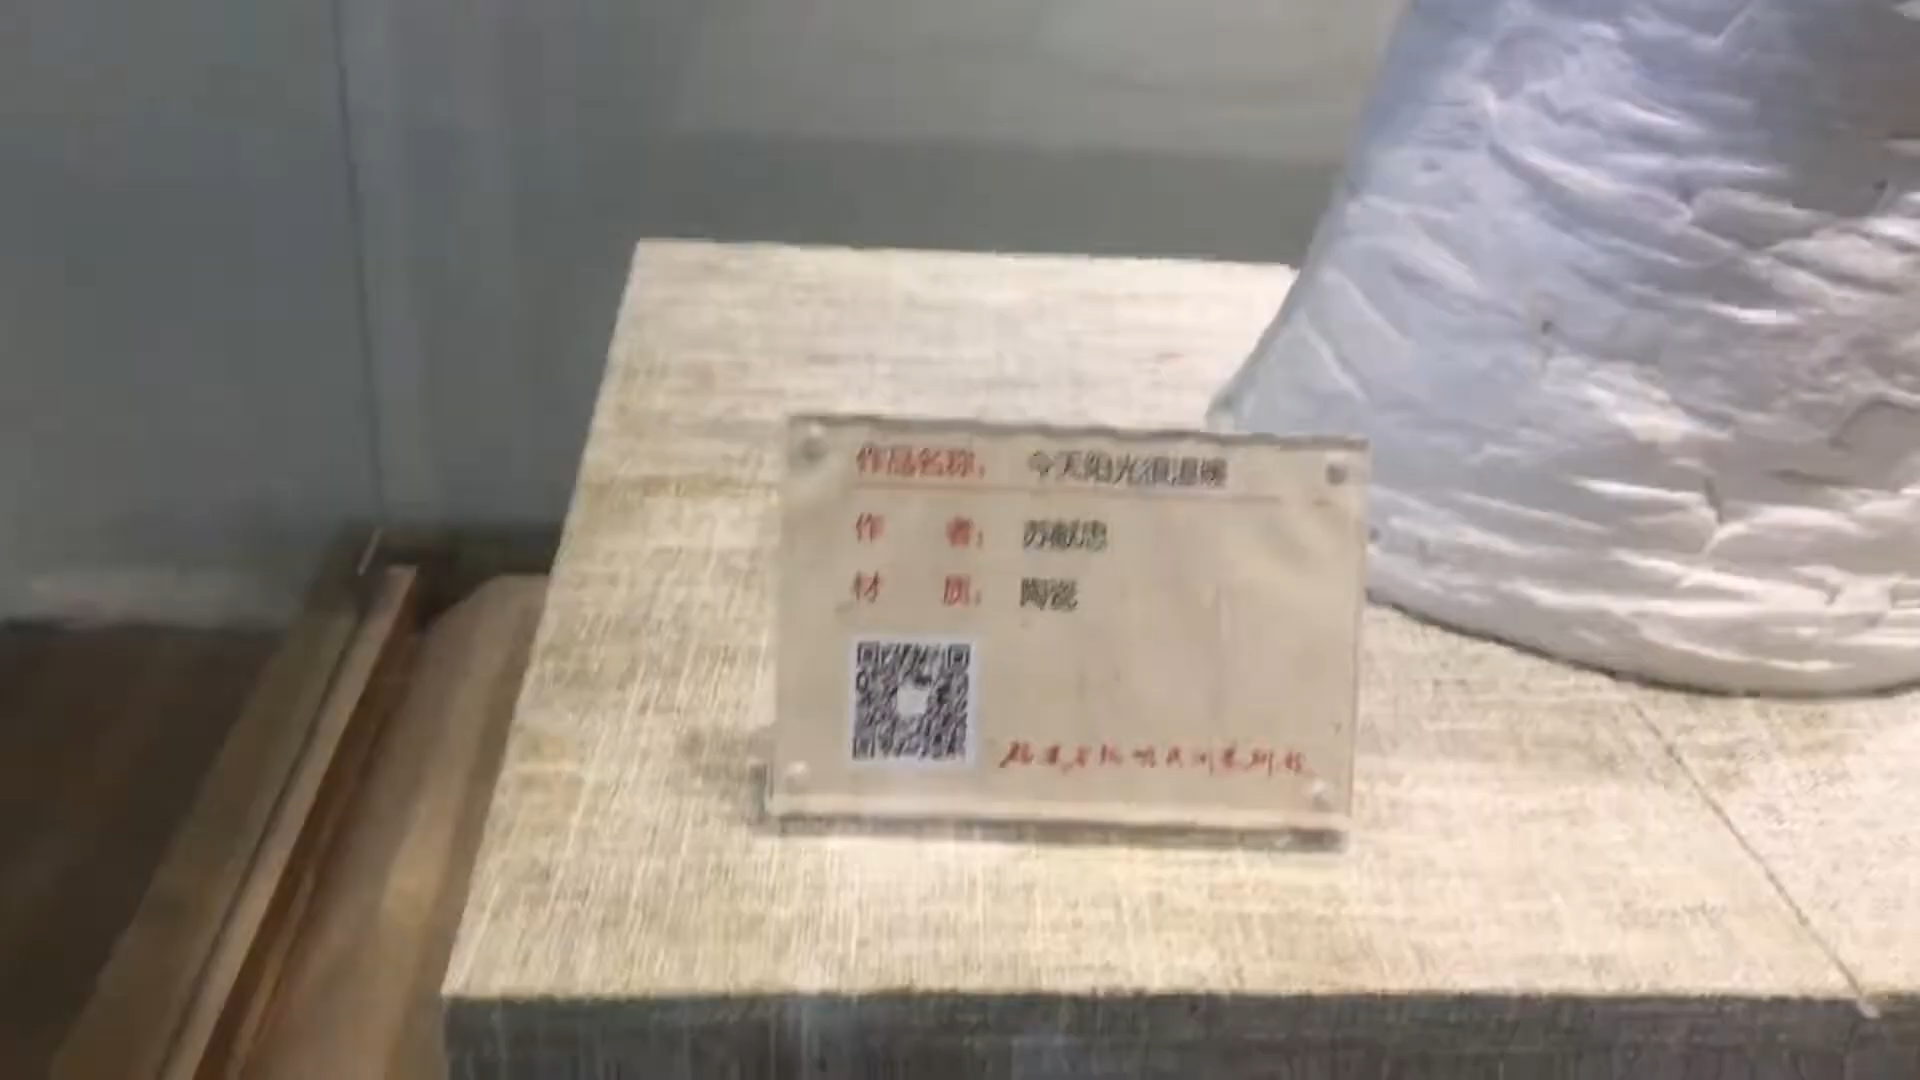 作品名称： 今天阳光很温暖
作 者： 苏献忠
材 质： 陶瓷